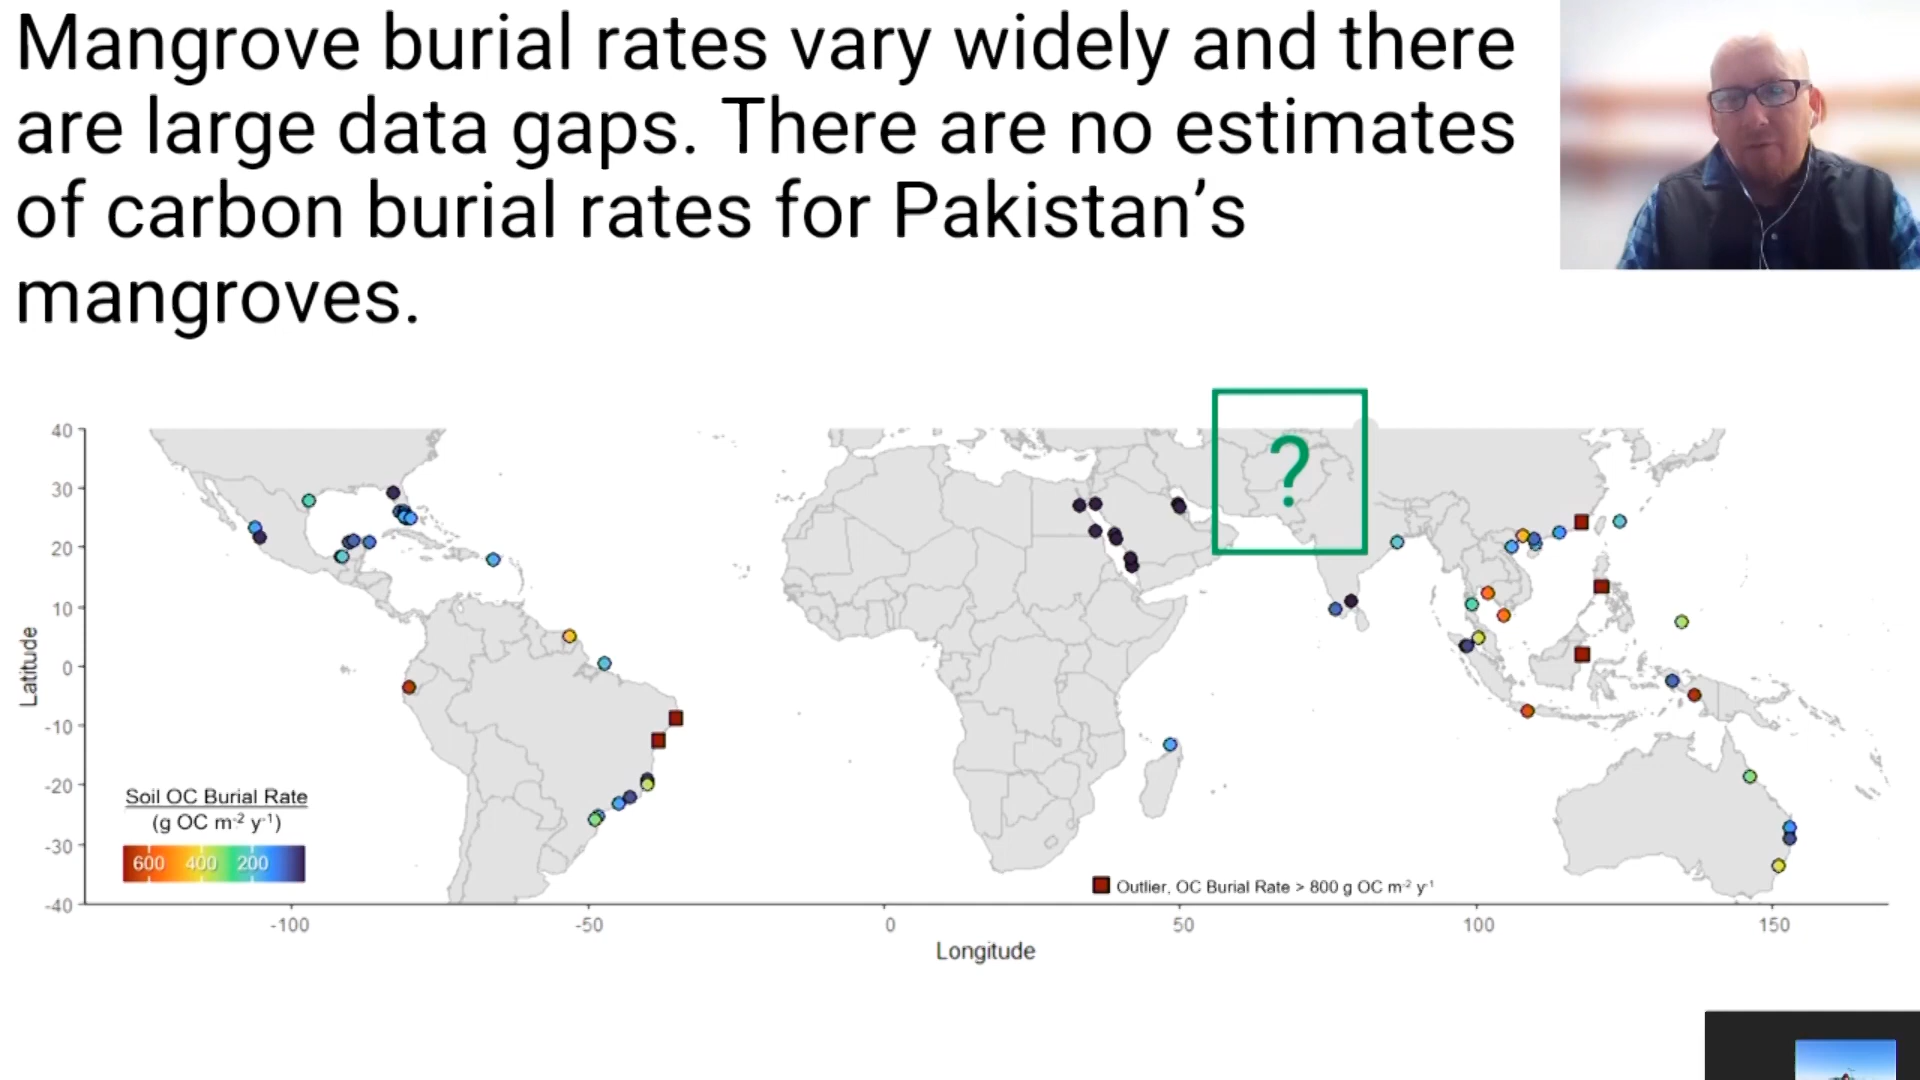 Mangrove burial rates vary widely and there
are large data gaps. There are no estimates
of carbon burial rates for Pakistan’s
mangroves.
?
40
30
20
10
0
-10
-20
-30
-40
Latitude
Soil OC Burial Rate
(g OC m-2 y-1)
600 400 200
Outlier, OC Burial Rate > 800 g OC m-2 y-1
-100 -50 0 50 100 150
Longitude